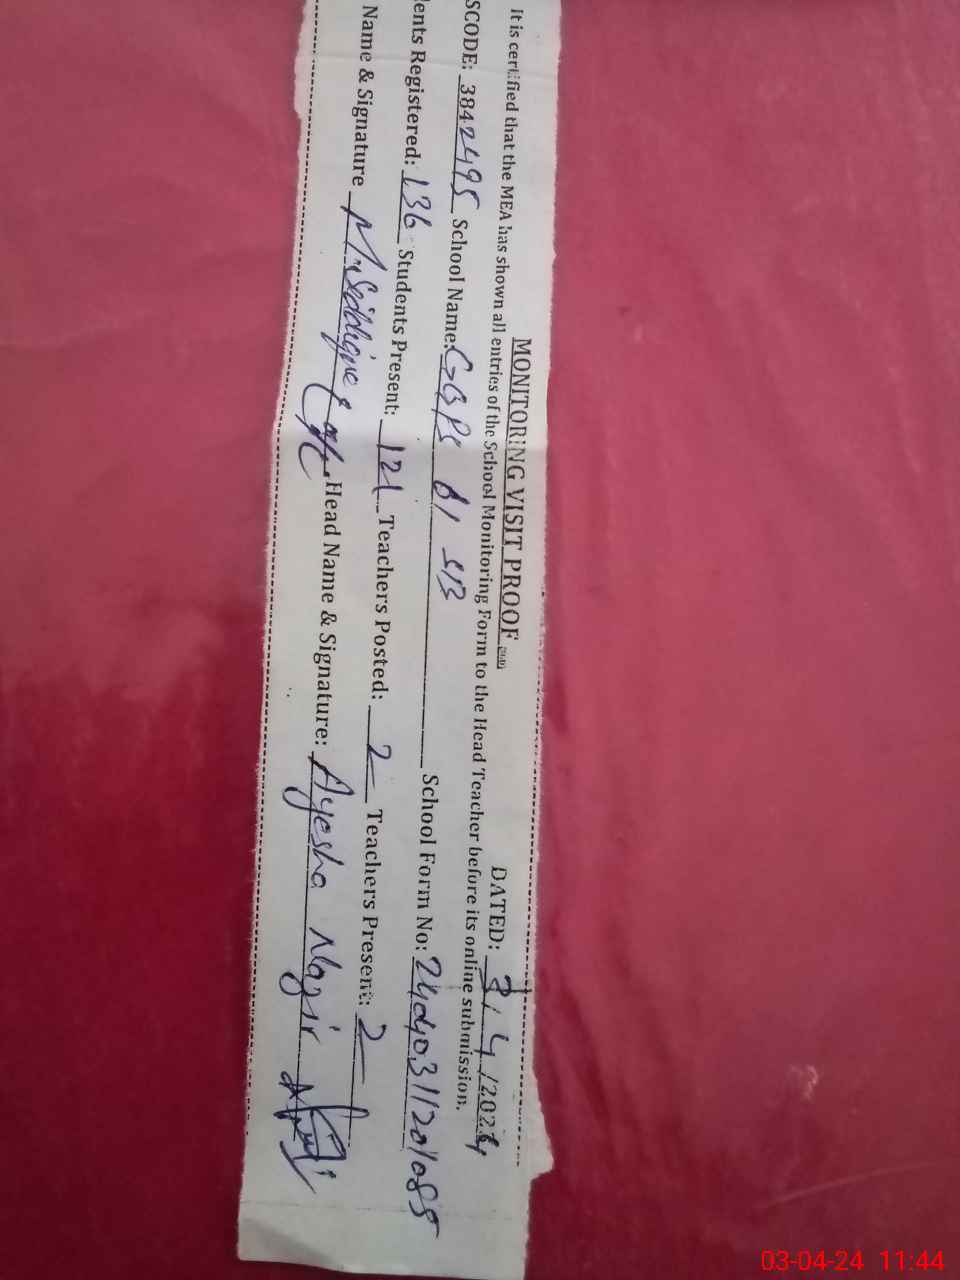 MONITORING VISIT PROOF DATED: 3/4/2024
It is certified that the MEA has shown all entries of the School Monitoring Form to the Head Teacher before its online submission.
SCODE: 3842495 School Name: GGPS 61 SB School Form No:
ents Registered: 136 Students Present: 121 Teachers Posted: 2 Teachers Present: 2
Name & Signature M. Siddique Head Name & Signature: Ayesha Nazir
03-04-24 11:44